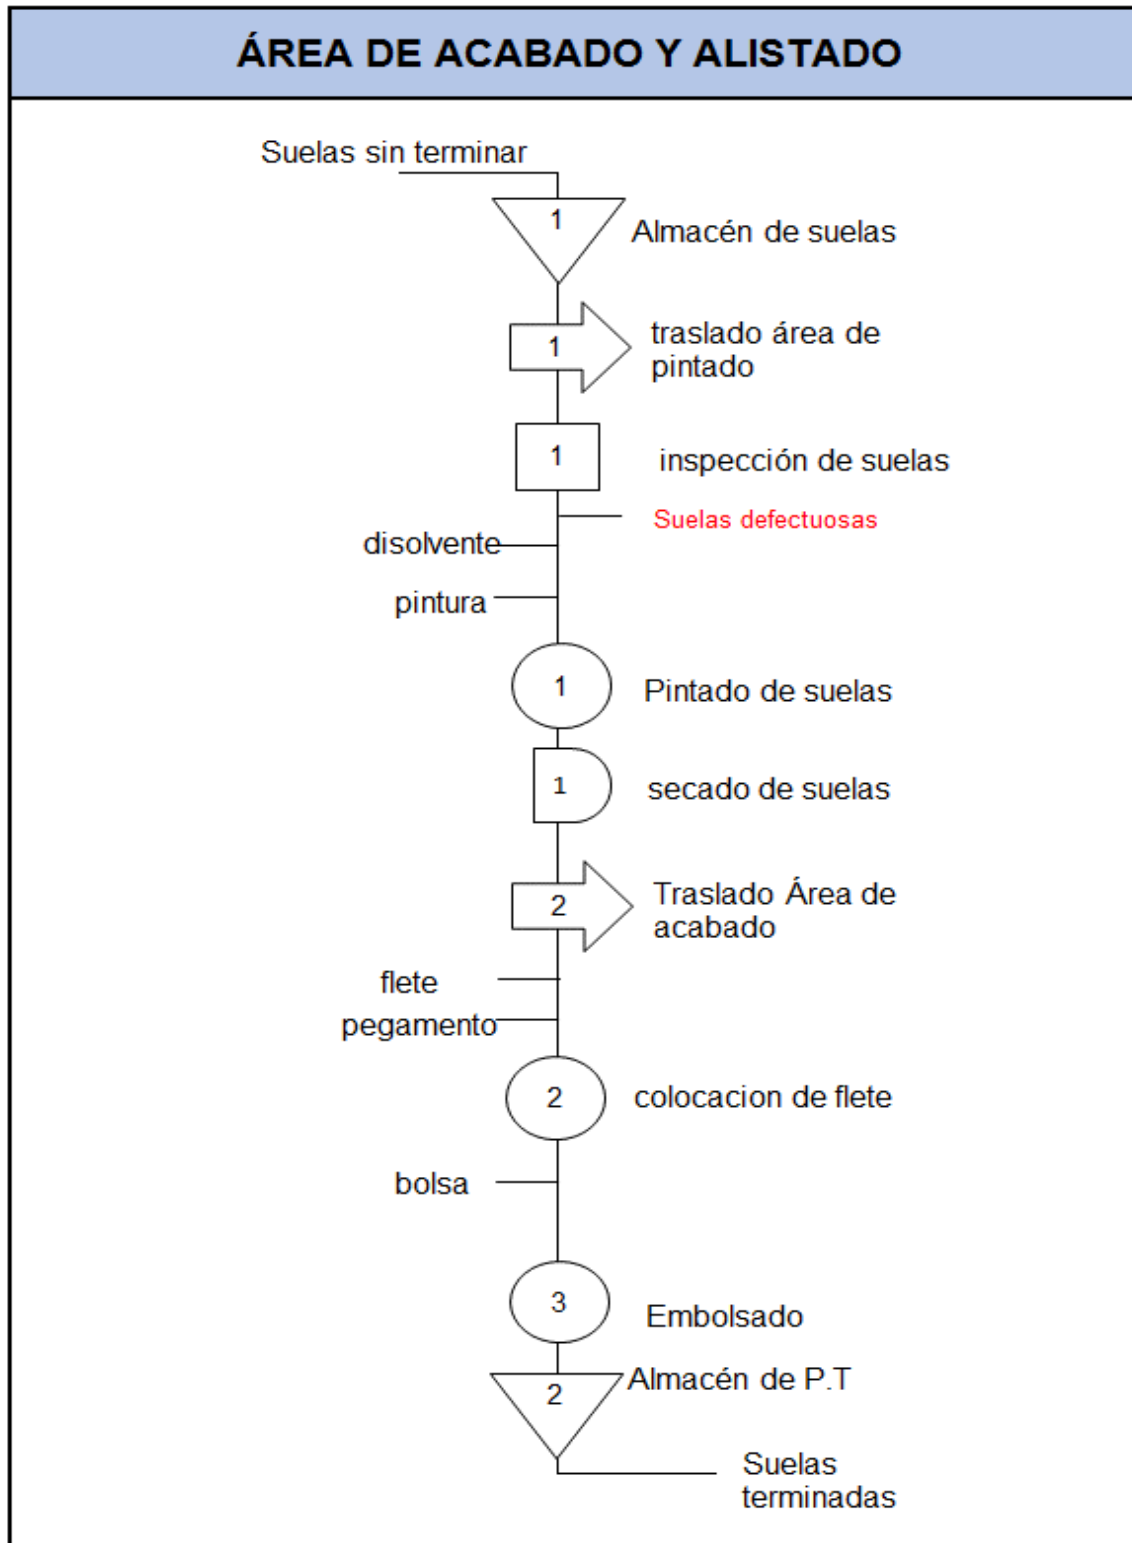 ÁREA DE ACABADO Y ALISTADO
Suelas sin terminar
1
Almacén de suelas
1
traslado área de
pintado
1
inspección de suelas
Suelas defectuosas
disolvente
pintura
1
Pintado de suelas
1
secado de suelas
2
Traslado Área de
acabado
flete
pegamento
2
colocacion de flete
bolsa
3
Embolsado
2
Almacén de P.T
Suelas
terminadas